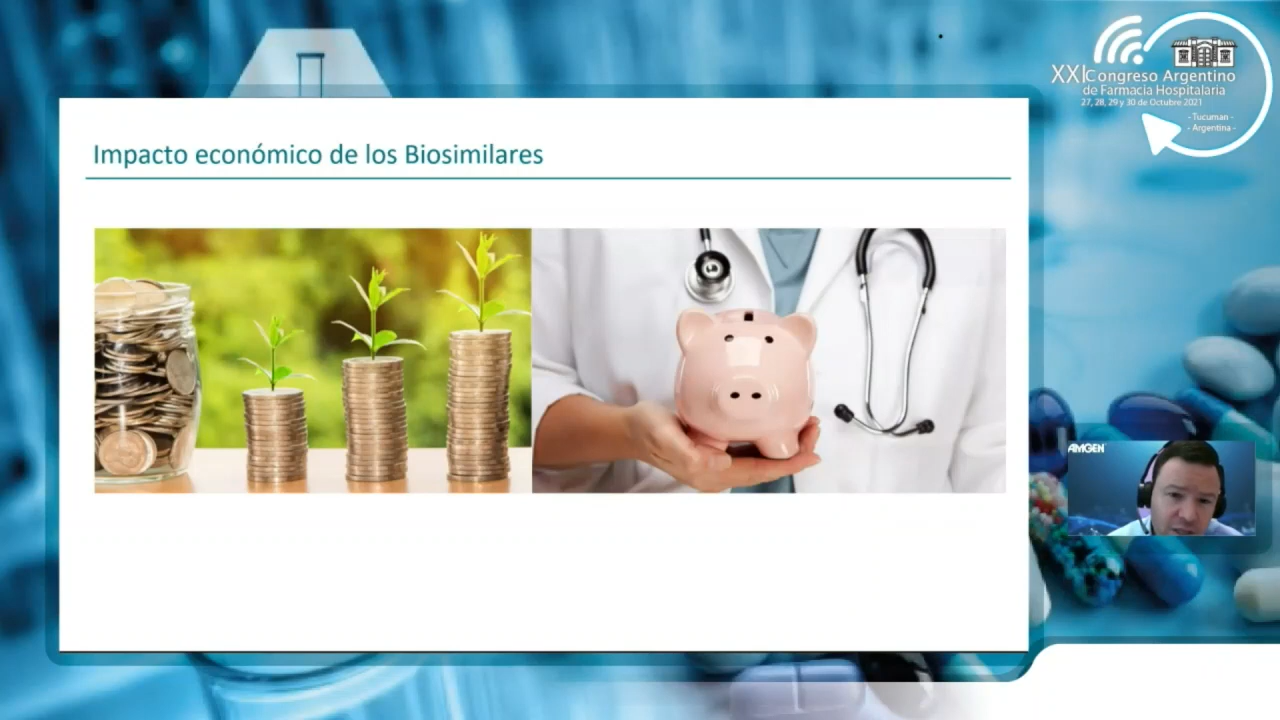 XXI Congreso Argentino
de Farmacia Hospitalaria
27, 28, 29 y 30 de Octubre 2021
- Tucuman -
- Argentina -
Impacto económico de los Biosimilares
AMGEN